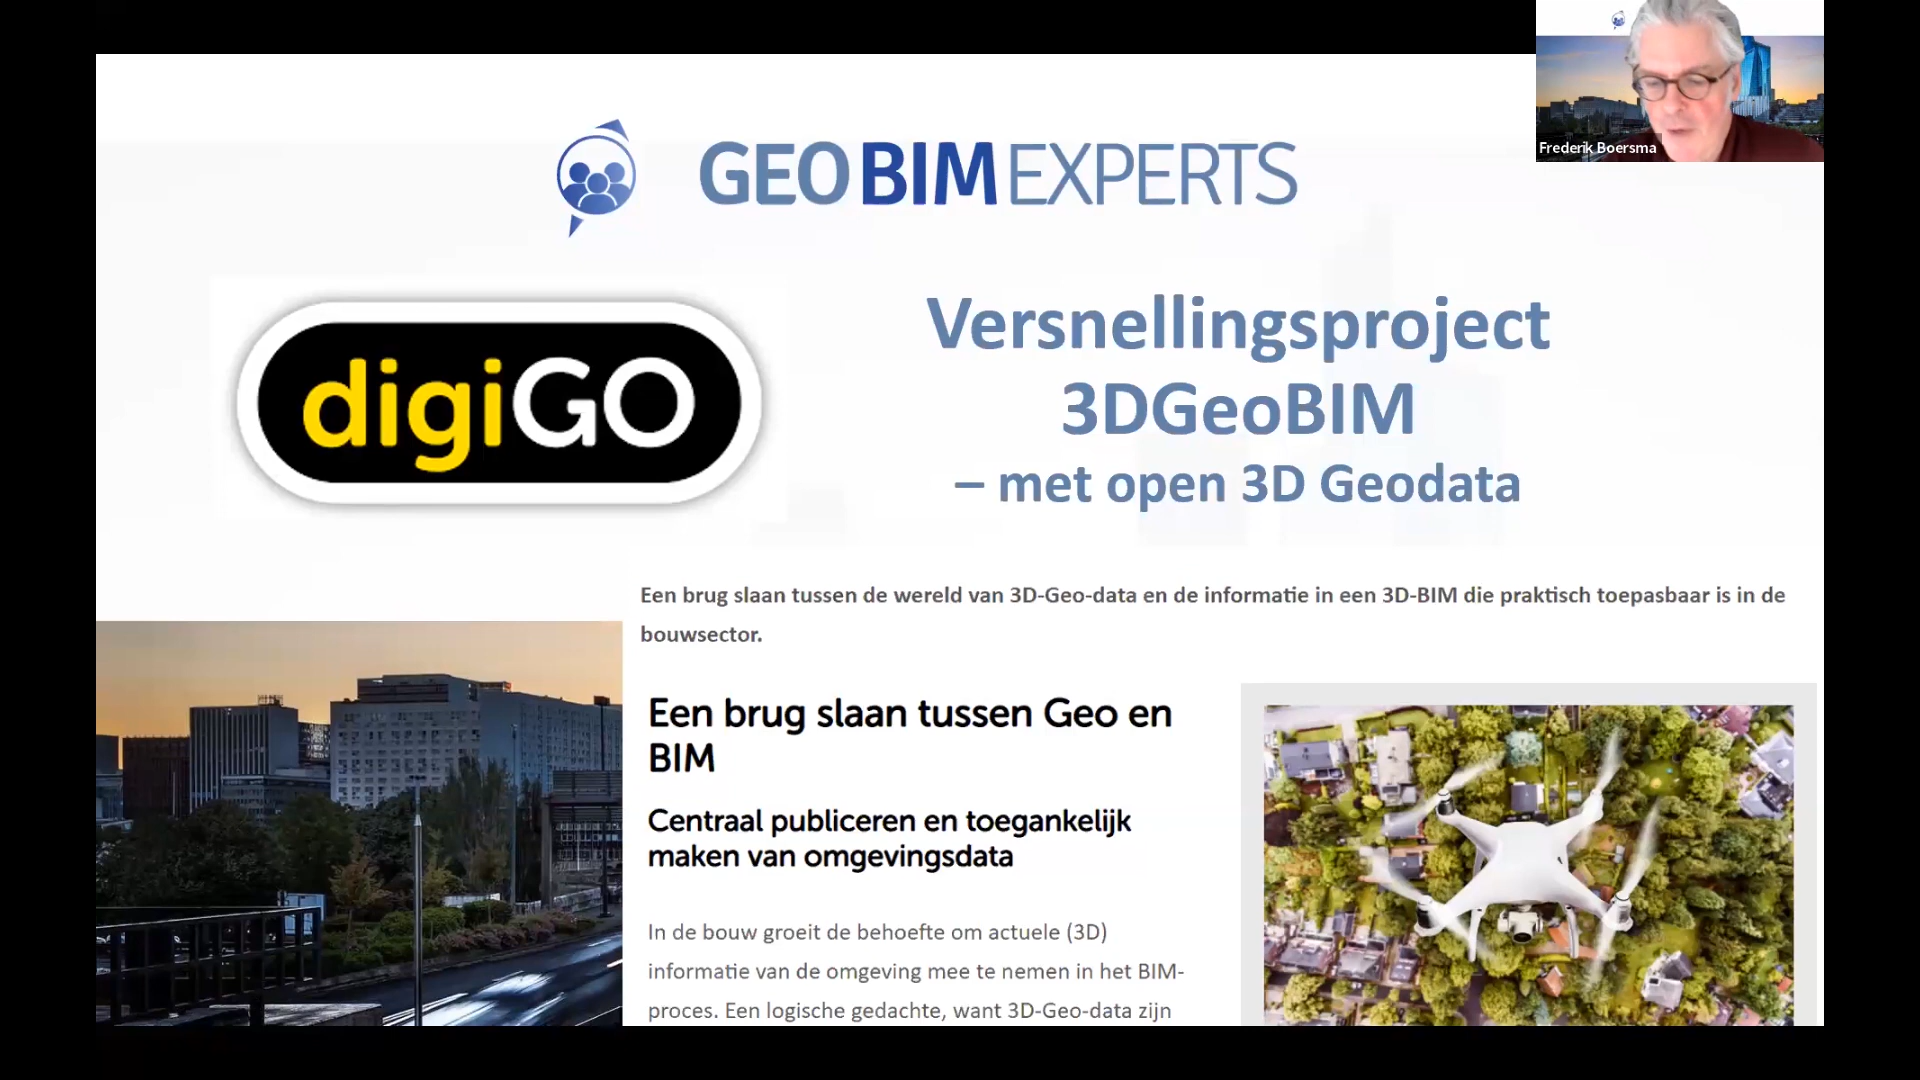 Frederik Boersma
GEOBIMEXPERTS
digiGO
Versnellingsproject
3DGeoBIM
– met open 3D Geodata
Een brug slaan tussen de wereld van 3D-Geo-data en de informatie in een 3D-BIM die praktisch toepasbaar is in de
bouwsector.
Een brug slaan tussen Geo en
BIM
Centraal publiceren en toegankelijk
maken van omgevingsdata
In de bouw groeit de behoefte om actuele (3D)
informatie van de omgeving mee te nemen in het BIM-
proces. Een logische gedachte, want 3D-Geo-data zijn